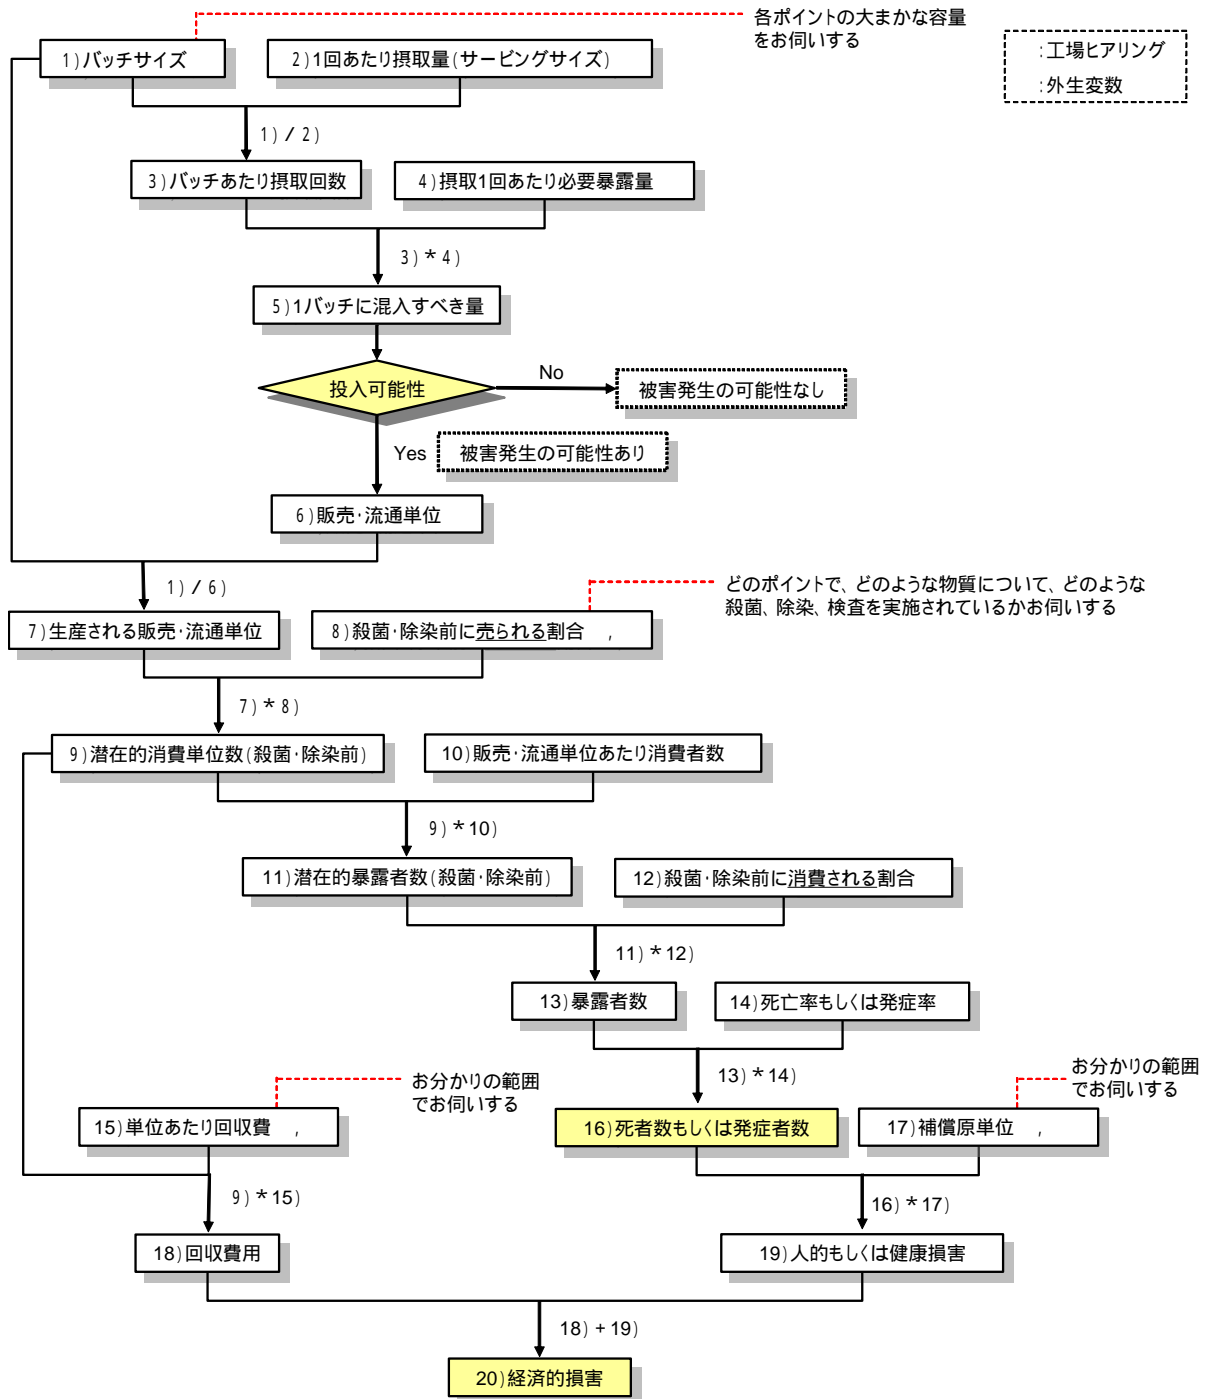 各ポイントの大まかな容量
をお伺いする
:工場ヒアリング
:外生変数
1)バッチサイズ
2)1回あたり摂取量(サービングサイズ)
1) / 2)
3)バッチあたり摂取回数
4)摂取1回あたり必要暴露量
3) * 4)
5)1バッチに混入すべき量
投入可能性
No
被害発生の可能性なし
Yes
被害発生の可能性あり
6)販売・流通単位
1) / 6)
どのポイントで、どのような物質について、どのような
殺菌、除染、検査を実施されているかお伺いする
7)生産される販売・流通単位
8)殺菌・除染前に売られる割合 ,
7) * 8)
9)潜在的消費単位数(殺菌・除染前)
10)販売・流通単位あたり消費者数
9) * 10)
11)潜在的暴露者数(殺菌・除染前)
12)殺菌・除染前に消費される割合
11) * 12)
13)暴露者数
14)死亡率もしくは発症率
13) * 14)
お分かりの範囲
でお伺いする
お分かりの範囲
でお伺いする
15)単位あたり回収費 ,
16)死者数もしくは発症者数
17)補償原単位 ,
9) * 15)
16) * 17)
18)回収費用
19)人的もしくは健康損害
18) + 19)
20)経済的損害